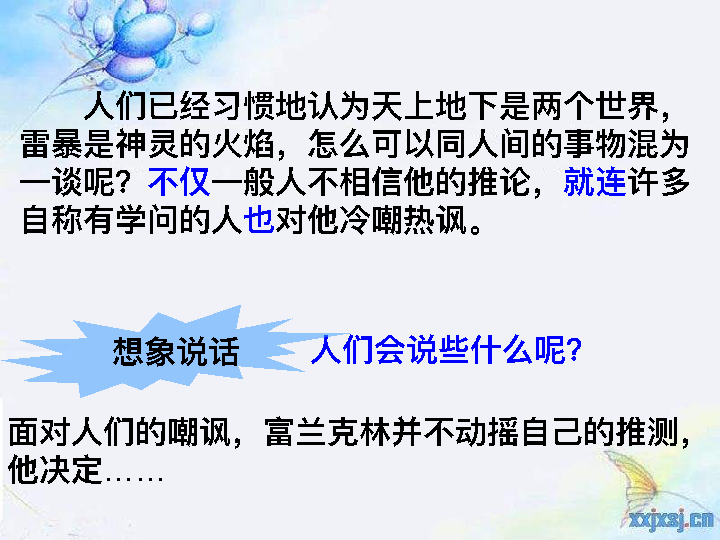 人们已经习惯地认为天上地下是两个世界，
雷暴是神灵的火焰，怎么可以同人间的事物混为
一谈呢？不仅一般人不相信他的推论，就连许多
自称有学问的人也对他冷嘲热讽。
想象说话
人们会说些什么呢？
面对人们的嘲讽，富兰克林并不动摇自己的推测，
他决定……
xxjxsj.cn